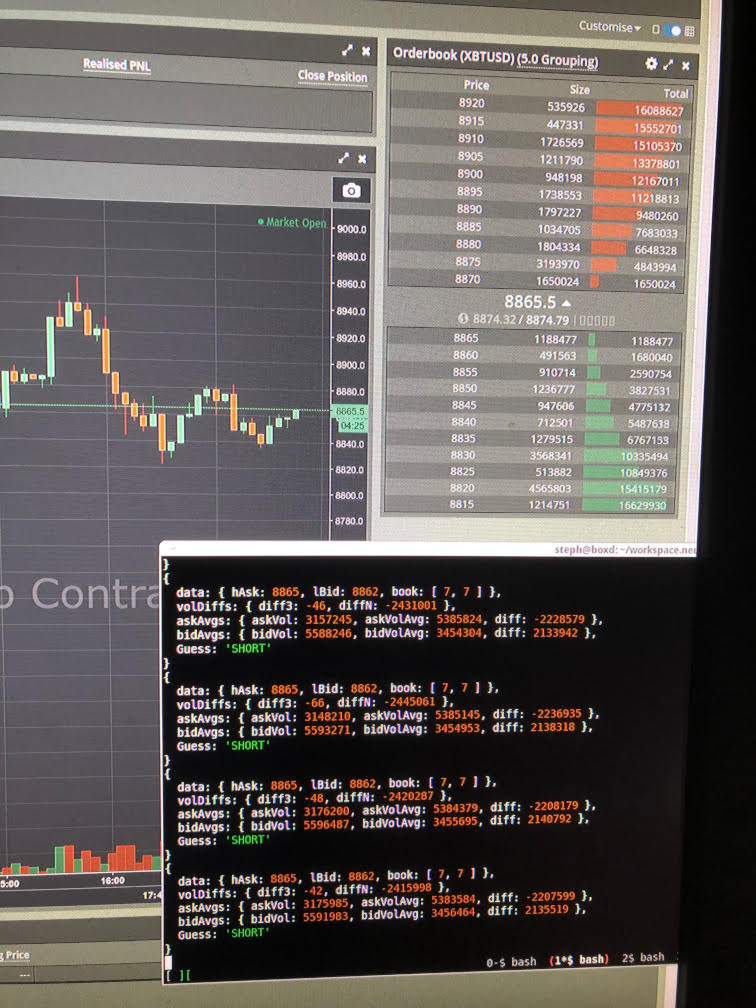 Customise
Realised PNL
Close Position
Orderbook (XBTUSD) (5.0 Grouping)
Price Size Total
8920 535926 16088627
8915 447331 15552701
8910 1726569 15105370
8905 1211790 13378801
8900 948198 12167011
8895 1738553 11218813
8890 1797227 9480260
8885 1034705 7683033
8880 1804334 6648328
8875 3193970 4843994
8870 1650024 1650024
8865.5
8874.32 / 8874.79
8865 1188477 1188477
8860 491563 1680040
8855 910714 2590754
8850 1236777 3827531
8845 947606 4775132
8840 712501 5487638
8835 1279515 6767153
8830 3568341 10335494
8825 513882 10849376
8820 4565803 15415179
8815 1214751 16629930
Market Open
9000.0
8980.0
8960.0
8940.0
8920.0
8900.0
8880.0
8865.5
04:25
8840.0
8820.0
8800.0
8780.0
o Contra
5:00 16:00
17:4
g Price
---
steph@boxd: ~/workspace.net
}
{
data: { hAsk: 8865, lBid: 8862, book: [ 7, 7 ] },
volDiffs: { diff3: -46, diffN: -2431001 },
askAvgs: { askVol: 3157245, askVolAvg: 5385824, diff: -2228579 },
bidAvgs: { bidVol: 5588246, bidVolAvg: 3454304, diff: 2133942 },
Guess: 'SHORT'
}
{
data: { hAsk: 8865, lBid: 8862, book: [ 7, 7 ] },
volDiffs: { diff3: -66, diffN: -2445061 },
askAvgs: { askVol: 3148210, askVolAvg: 5385145, diff: -2236935 },
bidAvgs: { bidVol: 5593271, bidVolAvg: 3454953, diff: 2138318 },
Guess: 'SHORT'
}
{
data: { hAsk: 8865, lBid: 8862, book: [ 7, 7 ] },
volDiffs: { diff3: -48, diffN: -2420287 },
askAvgs: { askVol: 3176200, askVolAvg: 5384379, diff: -2208179 },
bidAvgs: { bidVol: 5596487, bidVolAvg: 3455695, diff: 2140792 },
Guess: 'SHORT'
}
{
data: { hAsk: 8865, lBid: 8862, book: [ 7, 7 ] },
volDiffs: { diff3: -42, diffN: -2415998 },
askAvgs: { askVol: 3175985, askVolAvg: 5383584, diff: -2207599 },
bidAvgs: { bidVol: 5591983, bidVolAvg: 3456464, diff: 2135519 },
Guess: 'SHORT'
}
[ ][ 0-$ bash (1*$ bash) 2$ bash